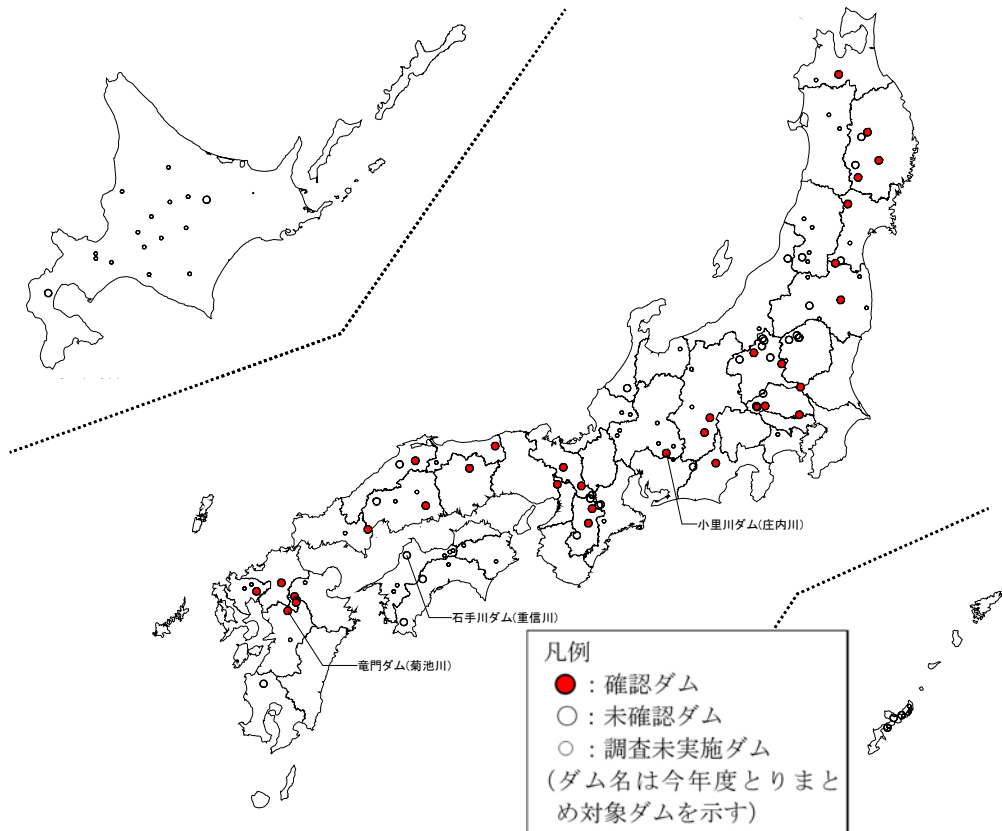 小里川ダム(庄内川)
石手川ダム(重信川)
竜門ダム(菊池川)
凡例
：確認ダム
：未確認ダム
：調査未実施ダム
(ダム名は今年度とりまと
め対象ダムを示す)